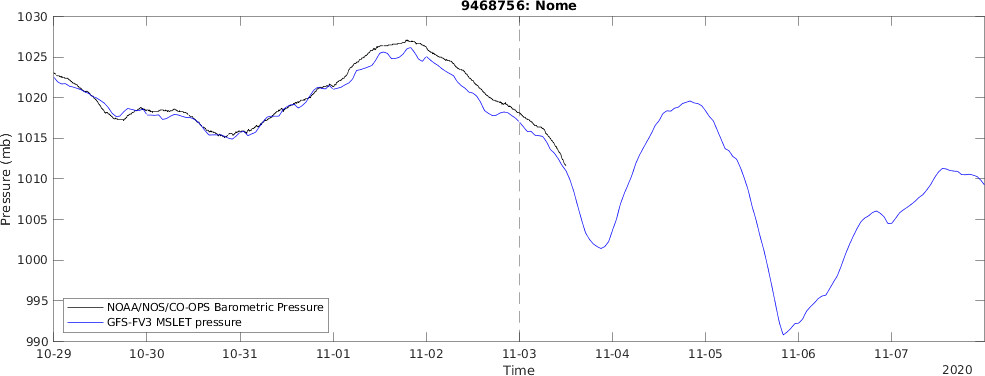 9468756: Nome
1030
1025
1020
1015
1010
1005
1000
995
990
Pressure (mb)
NOAA/NOS/CO-OPS Barometric Pressure
GFS-FV3 MSLET pressure
10-29 10-30 10-31 11-01 11-02 11-03 11-04 11-05 11-06 11-07
Time
2020